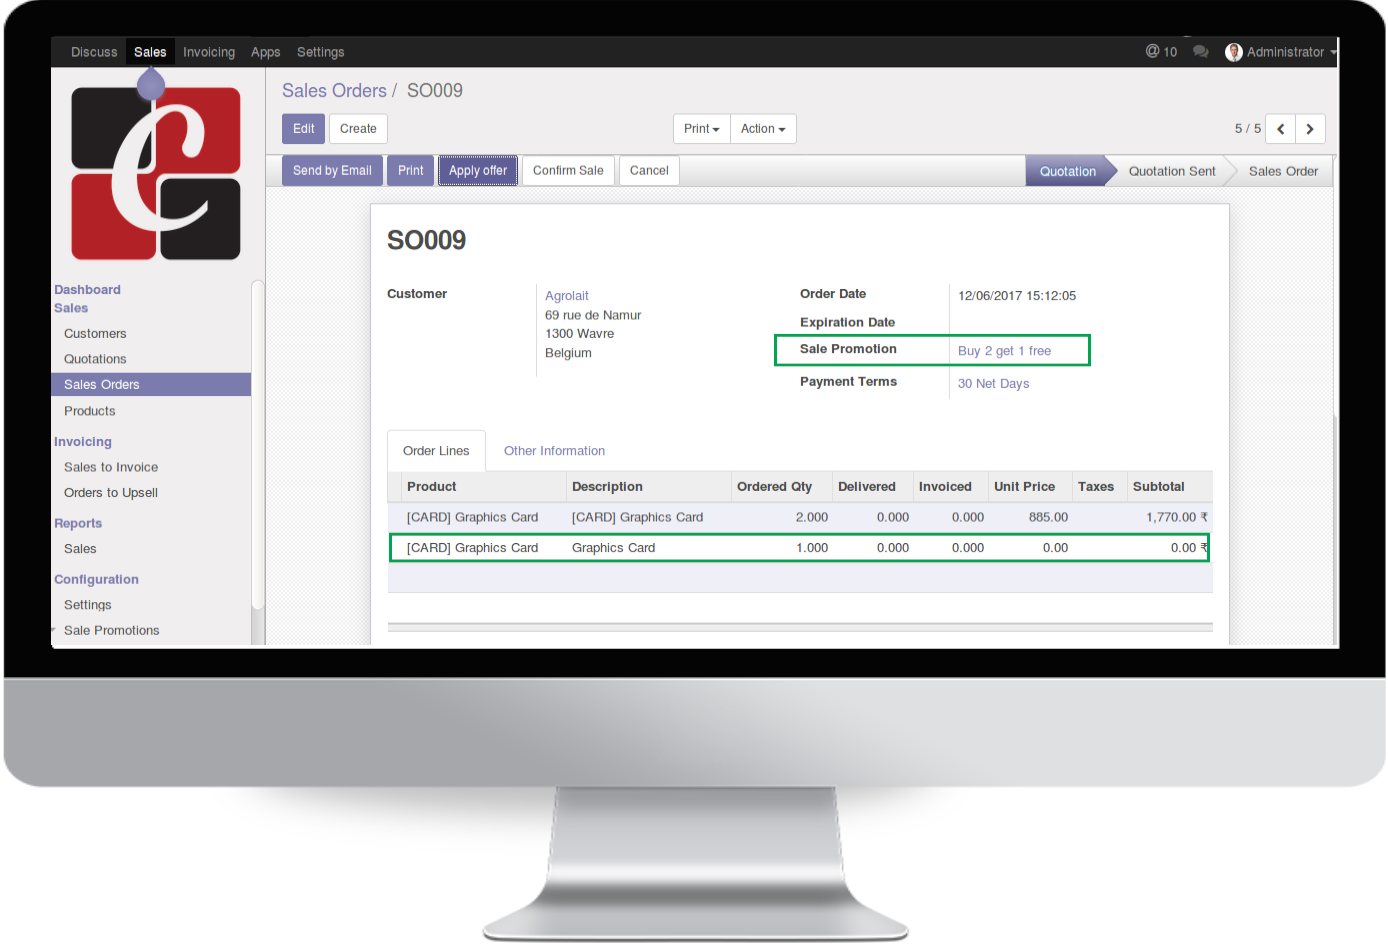 Discuss Sales Invoicing Apps Settings @ 10 Administrator
Sales Orders / SO009
Edit Create Print Action 5 / 5
Send by Email Print Apply offer Confirm Sale Cancel Quotation Quotation Sent Sales Order
C
Dashboard
Sales
Customers
Quotations
Sales Orders
Products
Invoicing
Sales to Invoice
Orders to Upsell
Reports
Sales
Configuration
Settings
Sale Promotions
SO009
Customer
Agrolait
69 rue de Namur
1300 Wavre
Belgium
Order Date 12/06/2017 15:12:05
Expiration Date
Sale Promotion Buy 2 get 1 free
Payment Terms 30 Net Days
Order Lines Other Information
Product Description Ordered Qty Delivered Invoiced Unit Price Taxes Subtotal
[CARD] Graphics Card [CARD] Graphics Card 2.000 0.000 0.000 885.00 1,770.00 ₹
[CARD] Graphics Card Graphics Card 1.000 0.000 0.000 0.00 0.00 ₹